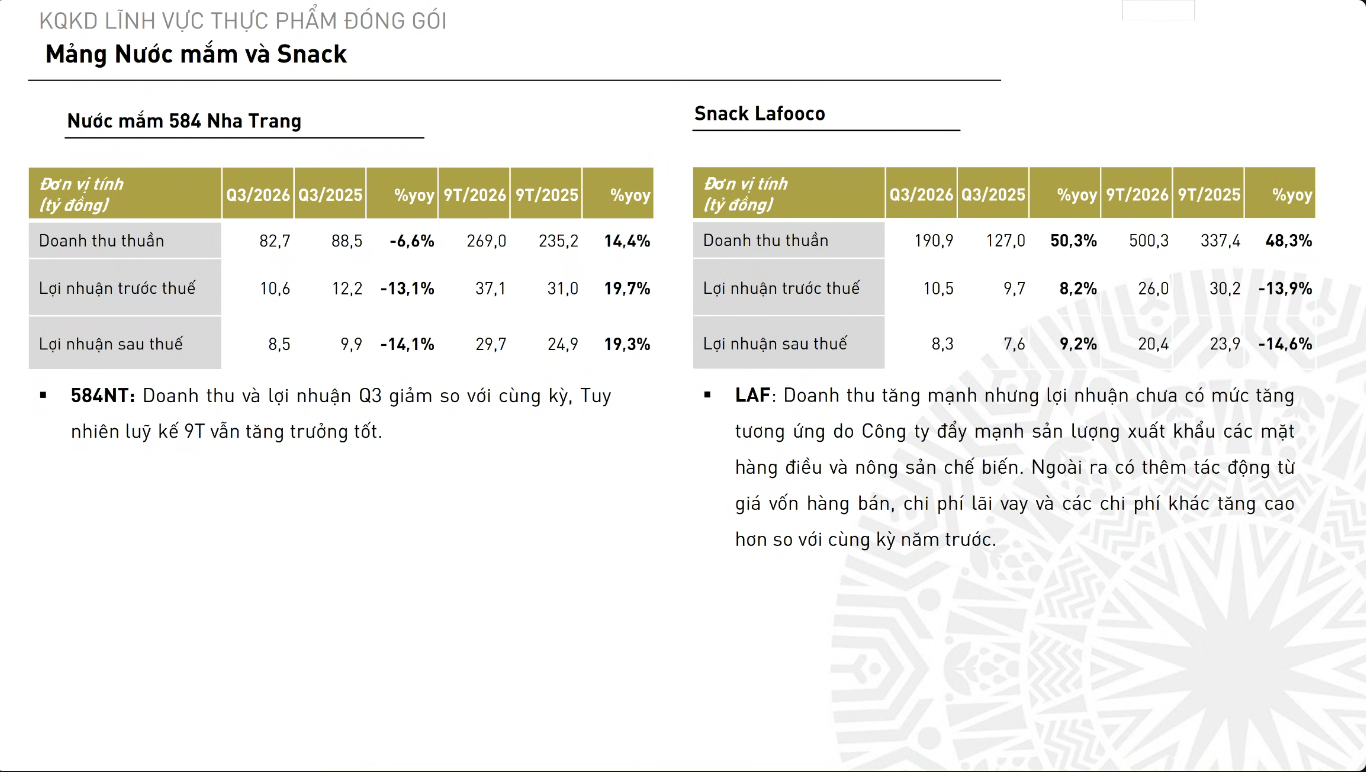 KQKD LĨNH VỰC THỰC PHẨM ĐÓNG GÓI
Mảng Nước mắm và Snack
Nước mắm 584 Nha Trang
Đơn vị tính
(tỷ đồng) Q3/2026 Q3/2025 %yoy 9T/2026 9T/2025 %yoy
Doanh thu thuần 82,7 88,5 -6,6% 269,0 235,2 14,4%
Lợi nhuận trước thuế 10,6 12,2 -13,1% 37,1 31,0 19,7%
Lợi nhuận sau thuế 8,5 9,9 -14,1% 29,7 24,9 19,3%
▪ 584NT: Doanh thu và lợi nhuận Q3 giảm so với cùng kỳ, Tuy
nhiên luỹ kế 9T vẫn tăng trưởng tốt.
Snack Lafooco
Đơn vị tính
(tỷ đồng) Q3/2026 Q3/2025 %yoy 9T/2026 9T/2025 %yoy
Doanh thu thuần 190,9 127,0 50,3% 500,3 337,4 48,3%
Lợi nhuận trước thuế 10,5 9,7 8,2% 26,0 30,2 -13,9%
Lợi nhuận sau thuế 8,3 7,6 9,2% 20,4 23,9 -14,6%
▪ LAF: Doanh thu tăng mạnh nhưng lợi nhuận chưa có mức tăng
tương ứng do Công ty đẩy mạnh sản lượng xuất khẩu các mặt
hàng điều và nông sản chế biến. Ngoài ra có thêm tác động từ
giá vốn hàng bán, chi phí lãi vay và các chi phí khác tăng cao
hơn so với cùng kỳ năm trước.